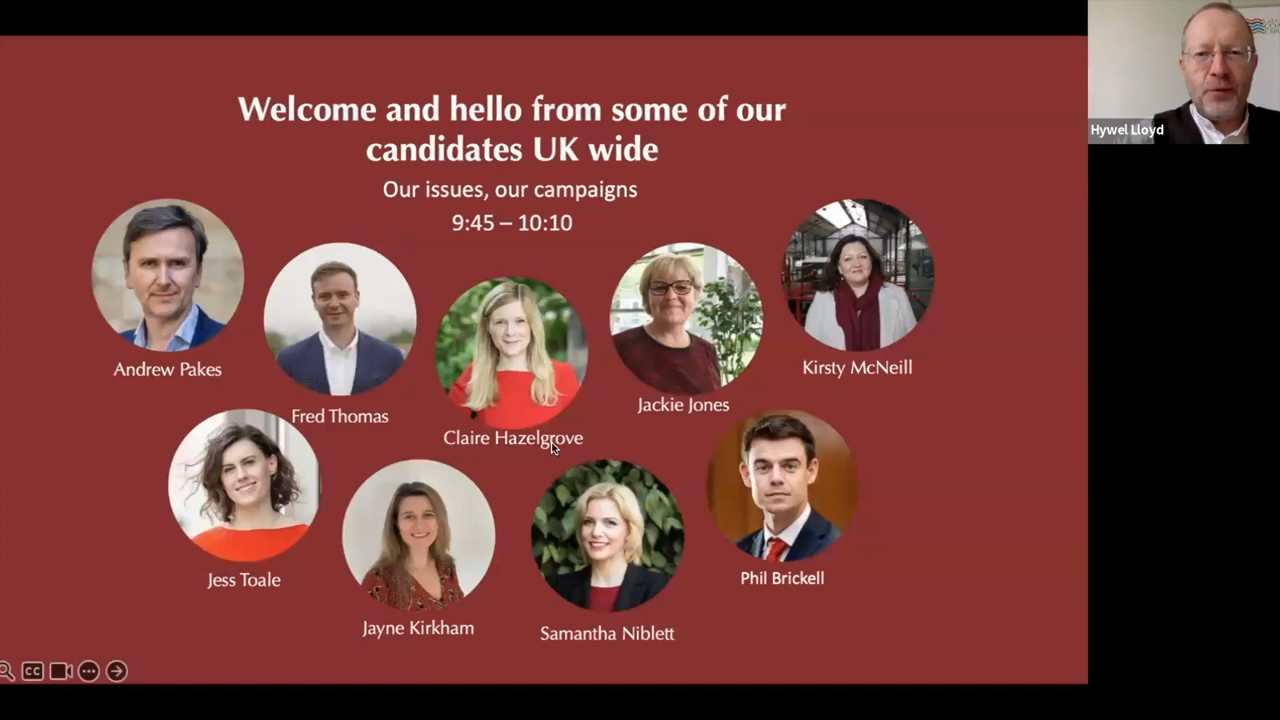 Welcome and hello from some of our
candidates UK wide
Our issues, our campaigns
9:45 – 10:10
Hywel Lloyd
Andrew Pakes
Fred Thomas
Claire Hazelgrove
Jackie Jones
Kirsty McNeill
Jess Toale
Jayne Kirkham
Samantha Niblett
Phil Brickell
CC